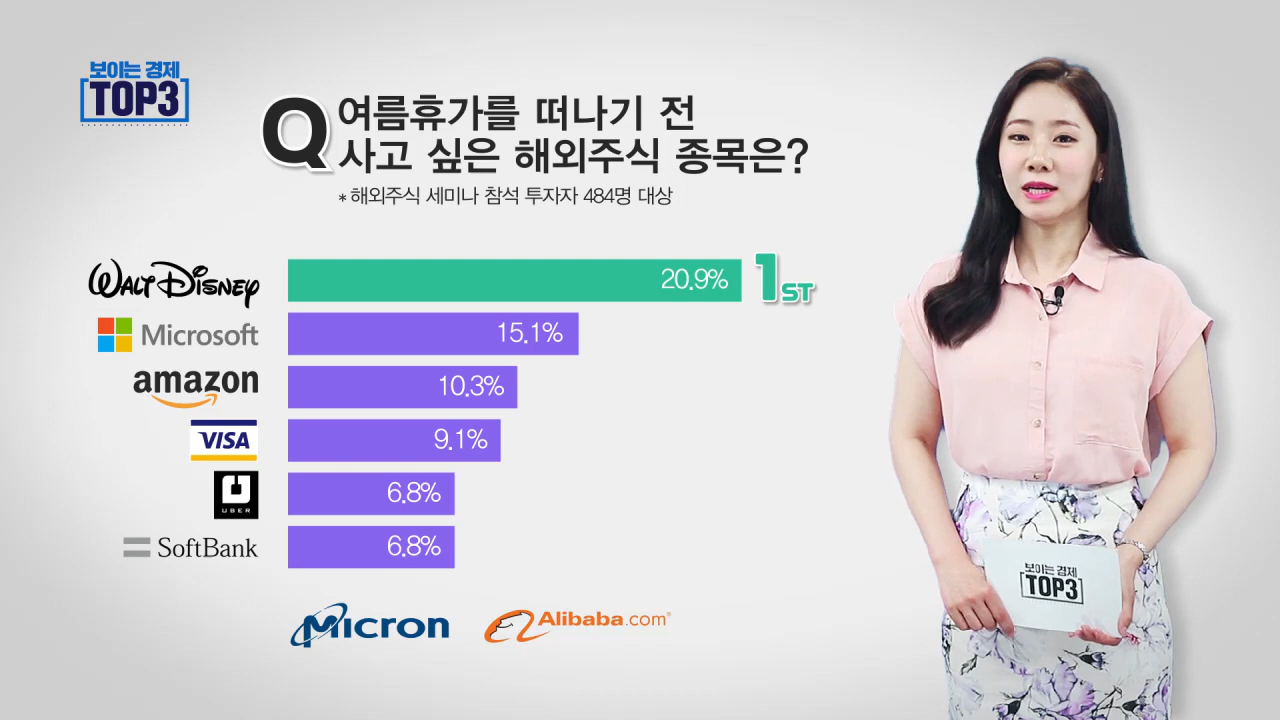 보이는 경제
TOP3
Q 여름휴가를 떠나기 전
사고 싶은 해외주식 종목은?
* 해외주식 세미나 참석 투자자 484명 대상
WALT DISNEY 20.9% 1ST
Microsoft 15.1%
amazon 10.3%
VISA 9.1%
UBER 6.8%
SoftBank 6.8%
Micron Alibaba.com®
보이는 경제
TOP3